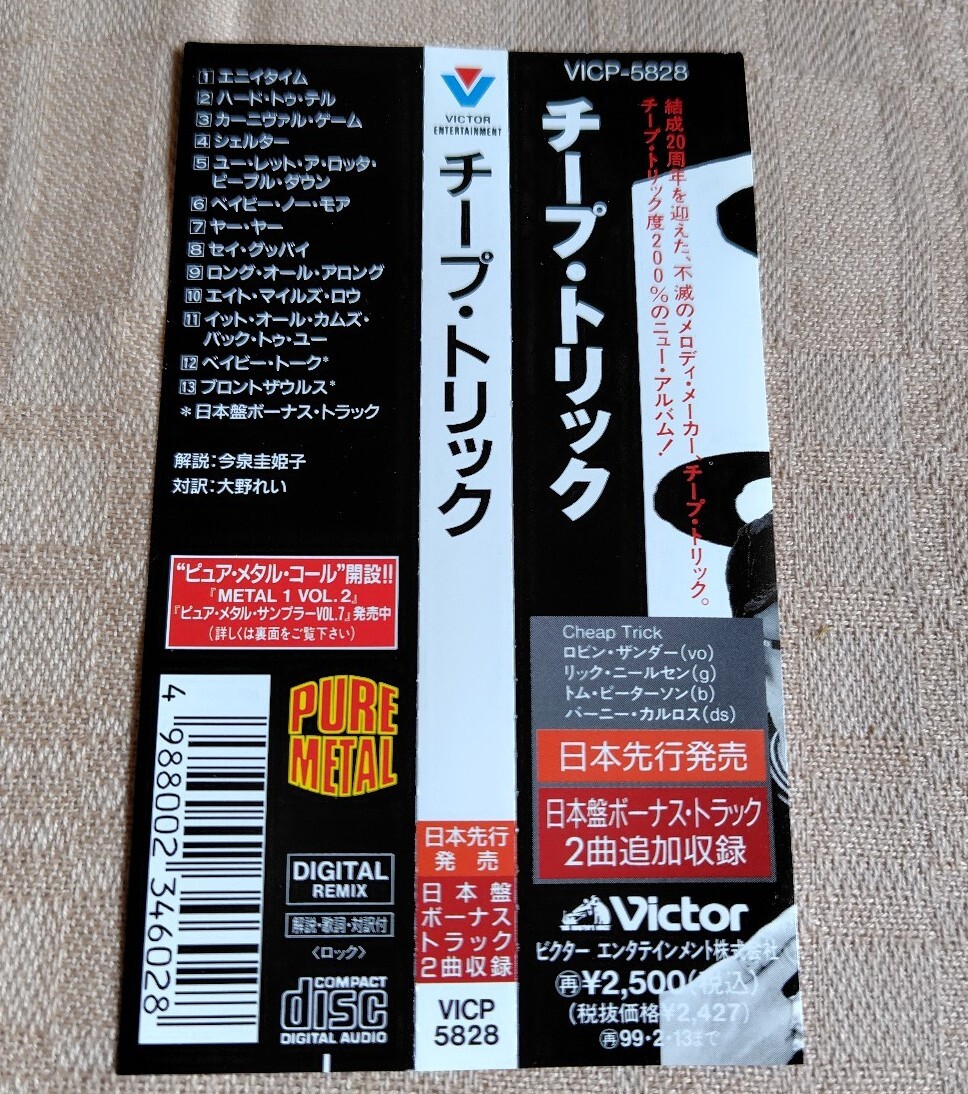 1 エニイタイム
2 ハード・トゥ・テル
3 カーニヴァル・ゲーム
4 シェルター
5 ユー・レット・ア・ロッタ・
ピープル・ダウン
6 ベイビー・ノー・モア
7 ヤー・ヤー
8 セイ・グッバイ
9 ロング・オール・アロング
10 エイト・マイルズ・ロウ
11 イット・オール・カムズ・
バック・トゥ・ユー
12 ベイビー・トーク*
13 ブロントザウルス*
*日本盤ボーナス・トラック
解説:今泉圭姫子
対訳:大野れい
“ピュア・メタル・コール”開設!!
『METAL 1 VOL.2』
『ピュア・メタル・サンプラーVOL.7』発売中
(詳しくは裏面をご覧下さい)
4 988002 346028
PURE
METAL
DIGITAL
REMIX
解説・歌詞・対訳付
〈ロック〉
COMPACT
disc
DIGITAL AUDIO
VICTOR
ENTERTAINMENT
チープ・トリック
日本先行
発売
日本盤
ボーナス
トラック
2曲収録
VICP
5828
VICP-5828
チープ・トリック
結成20周年を迎えた、不滅のメロディ・メーカー、チープ・トリック。
チープ・トリック度200%のニュー・アルバム!
Cheap Trick
ロビン・ザンダー(vo)
リック・ニールセン(g)
トム・ピーターソン(b)
バーニー・カルロス(ds)
日本先行発売
日本盤ボーナス・トラック
2曲追加収録
Victor
ビクター エンタテインメント株式会社
再¥2,500(税込)
(税抜価格¥2,427)
再99・2・13まで